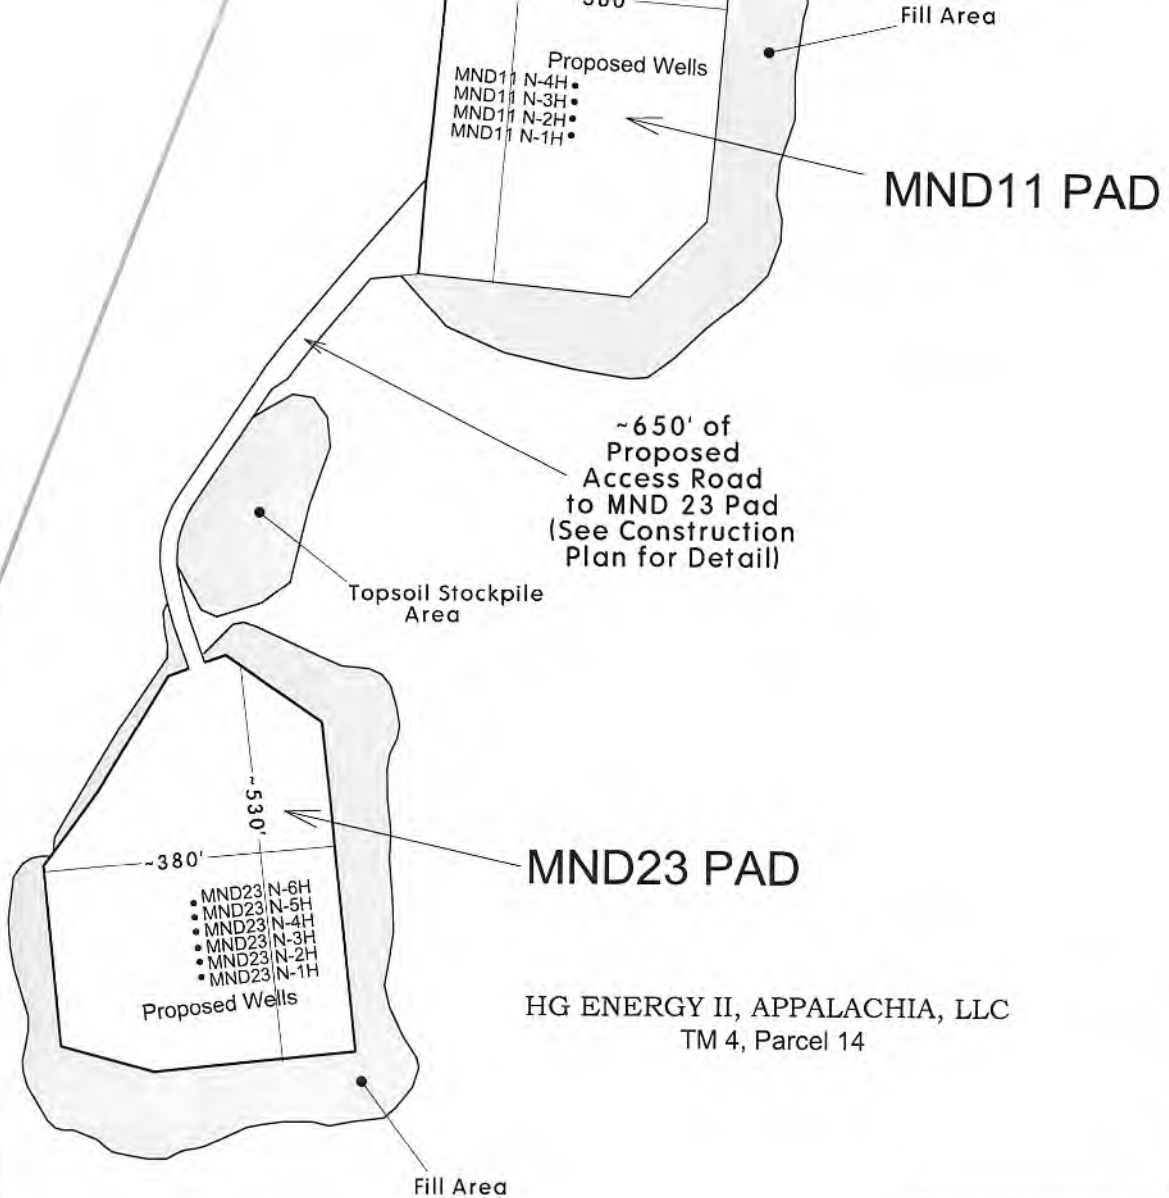 Fill Area
Proposed Wells
MND11 N-4H
MND11 N-3H
MND11 N-2H
MND11 N-1H
MND11 PAD
~650' of
Proposed
Access Road
to MND 23 Pad
(See Construction
Plan for Detail)
Topsoil Stockpile
Area
~530'
~380'
MND23 PAD
MND23 N-6H
MND23 N-5H
MND23 N-4H
MND23 N-3H
MND23 N-2H
MND23 N-1H
Proposed Wells
HG ENERGY II, APPALACHIA, LLC
TM 4, Parcel 14
Fill Area